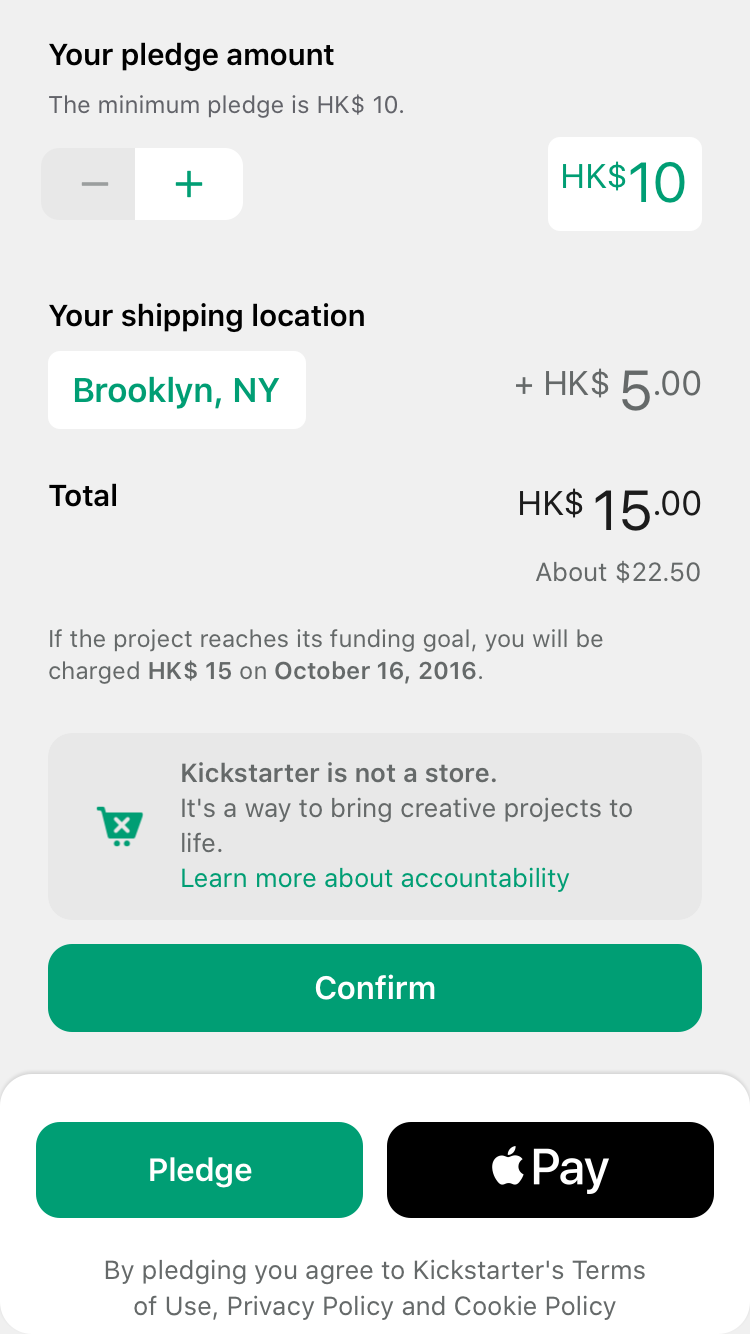 Your pledge amount
The minimum pledge is HK$ 10.
− + HK$10
Your shipping location
Brooklyn, NY + HK$ 5.00
Total HK$ 15.00
About $22.50
If the project reaches its funding goal, you will be
charged HK$ 15 on October 16, 2016.
Kickstarter is not a store.
It's a way to bring creative projects to
life.
Learn more about accountability
Confirm
Pledge Pay
By pledging you agree to Kickstarter's Terms
of Use, Privacy Policy and Cookie Policy